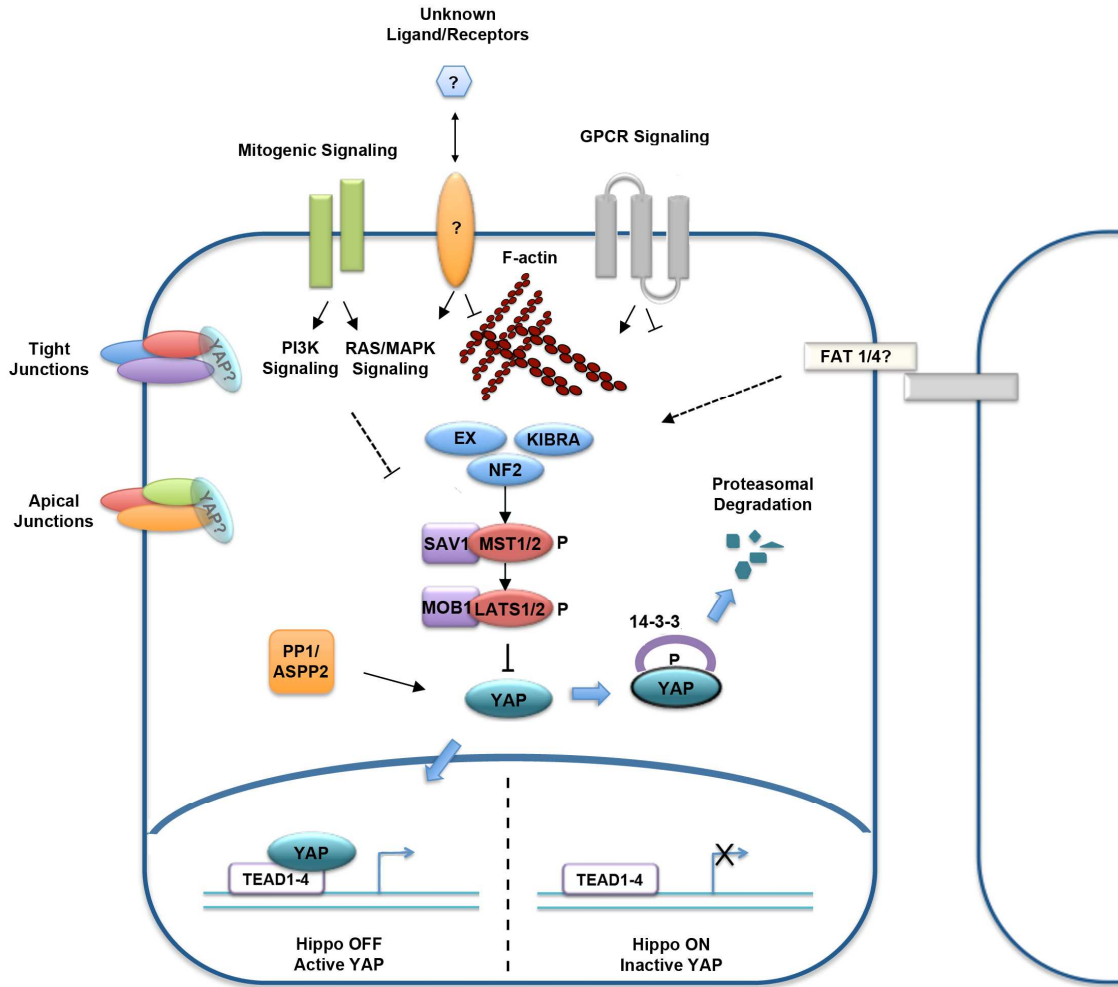 Unknown
Ligand/Receptors
?
Mitogenic Signaling
GPCR Signaling
?
F-actin
Tight
Junctions
YAP?
PI3K
Signaling
RAS/MAPK
Signaling
FAT 1/4?
EX
KIBRA
NF2
Apical
Junctions
YAP?
Proteasomal
Degradation
SAV1
MST1/2
P
MOB1
LATS1/2
P
14-3-3
P
YAP
PP1/
ASPP2
YAP
YAP
TEAD1-4
TEAD1-4
X
Hippo OFF
Active YAP
Hippo ON
Inactive YAP